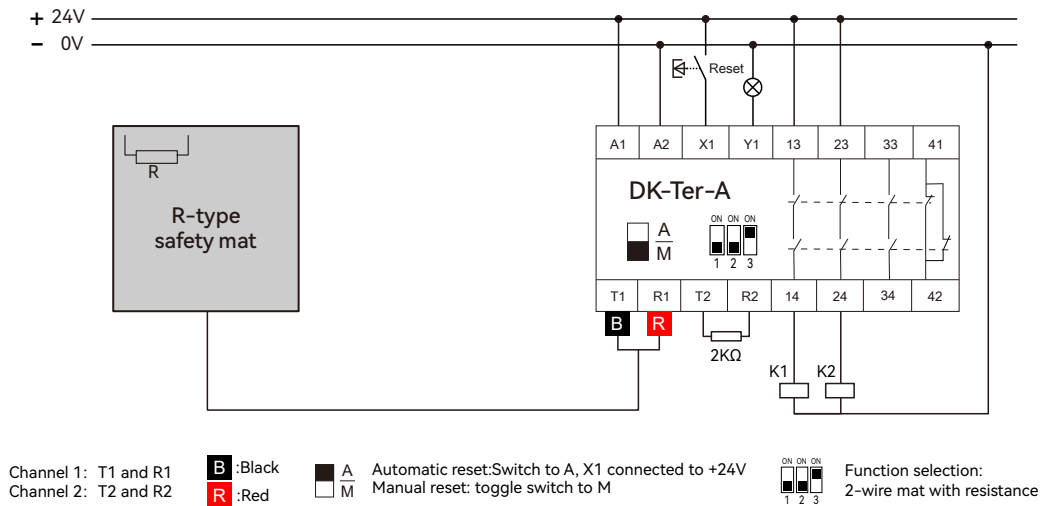 + 24V
− 0V
Reset
A1 A2 X1 Y1 13 23 33 41
R
R-type
safety mat
DK-Ter-A
A
M
ON ON ON
1 2 3
T1 R1 T2 R2 14 24 34 42
B R
2KΩ
K1 K2
Channel 1: T1 and R1
Channel 2: T2 and R2
B :Black
R :Red
A
M
Automatic reset:Switch to A, X1 connected to +24V
Manual reset: toggle switch to M
ON ON ON
1 2 3
Function selection:
2-wire mat with resistance